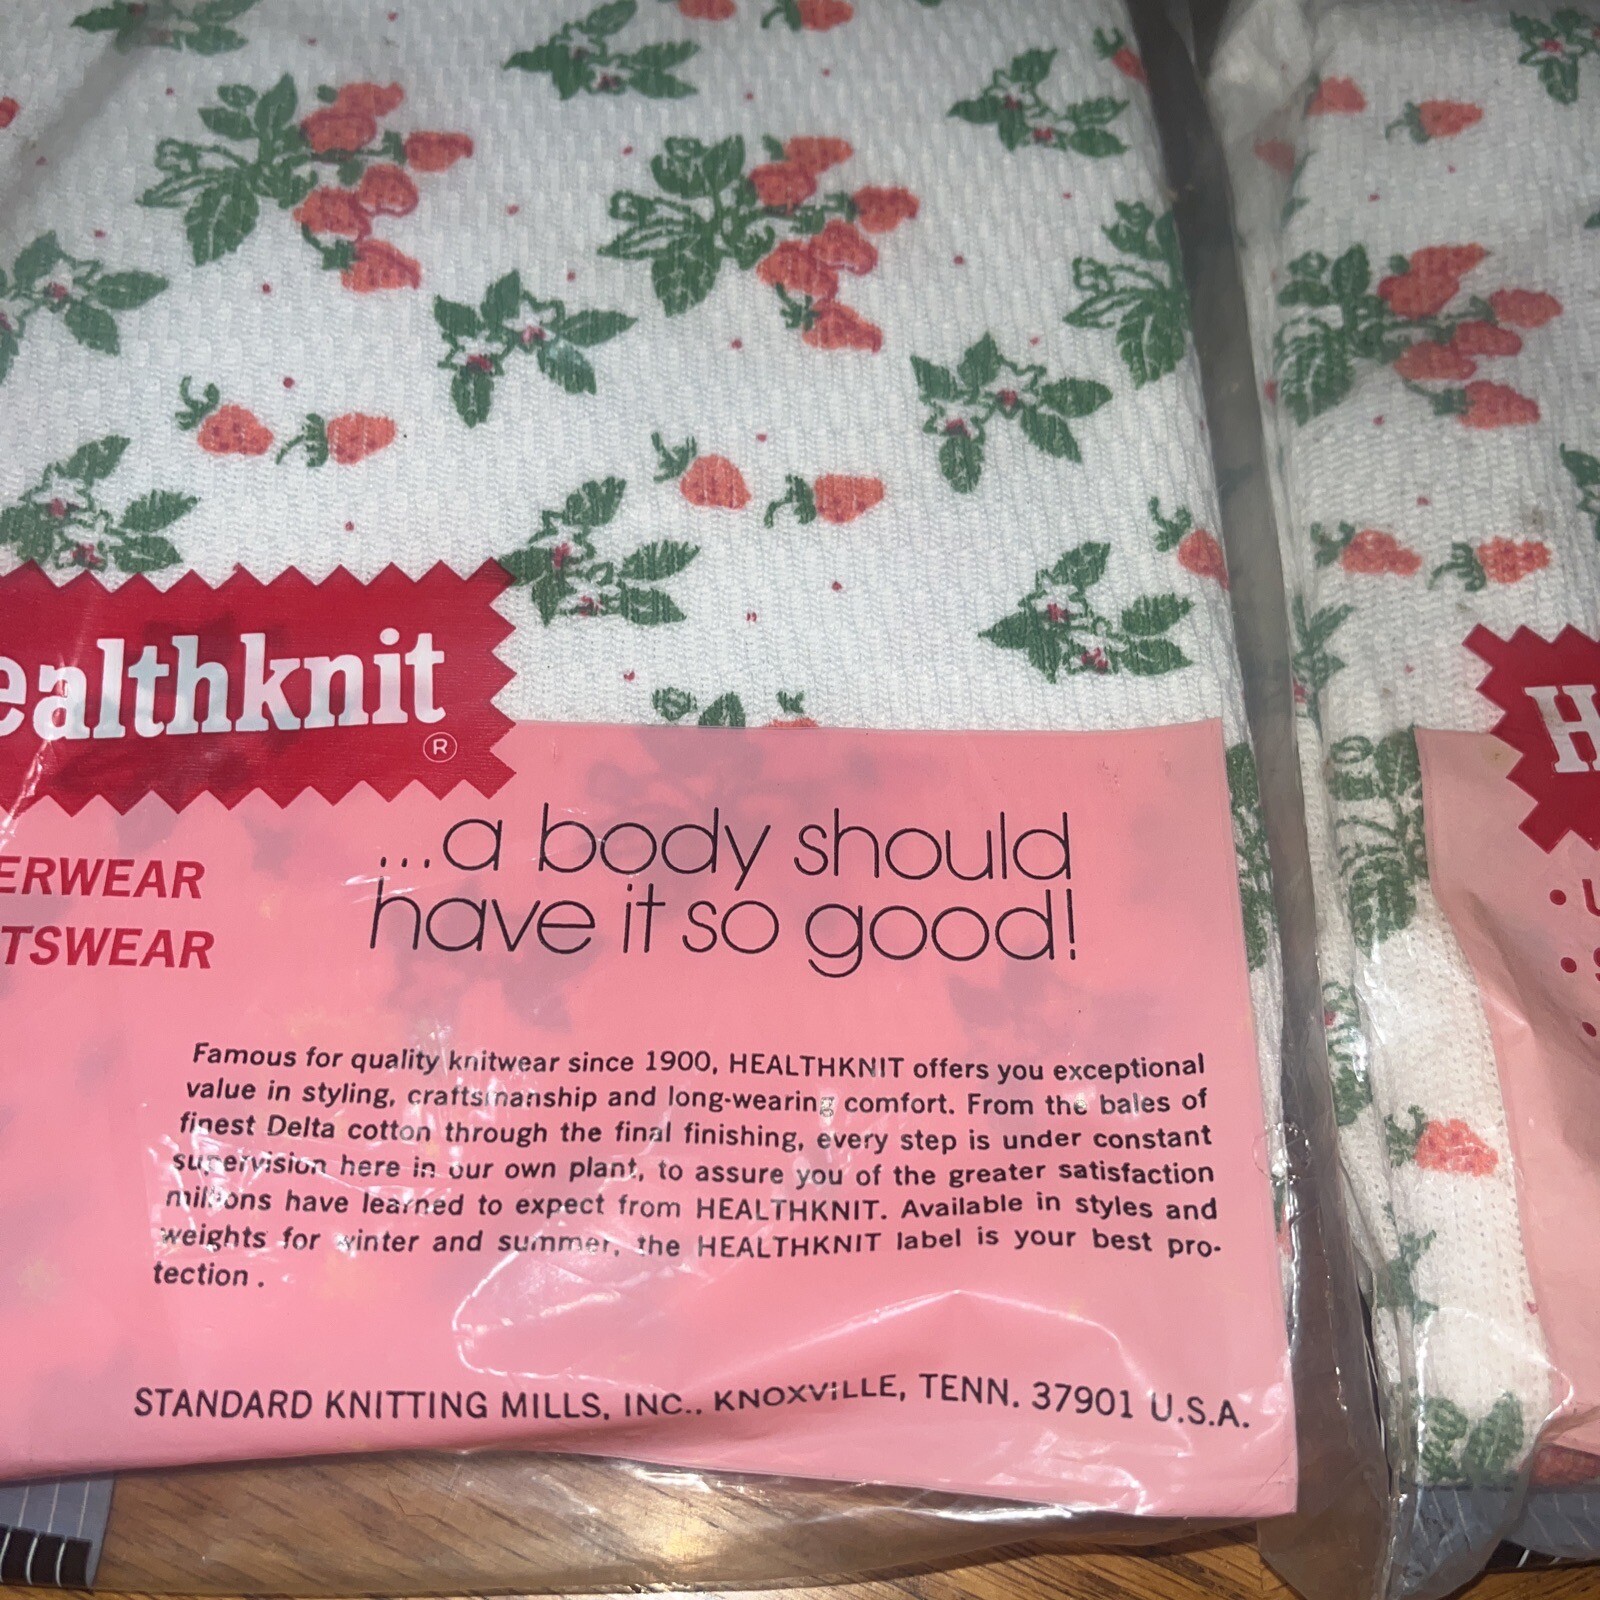 ealthknit
®
ERWEAR
TSWEAR
...a body should
have it so good!
Famous for quality knitwear since 1900, HEALTHKNIT offers you exceptional
value in styling, craftsmanship and long-wearing comfort. From the bales of
finest Delta cotton through the final finishing, every step is under constant
supervision here in our own plant, to assure you of the greater satisfaction
millions have learned to expect from HEALTHKNIT. Available in styles and
weights for winter and summer, the HEALTHKNIT label is your best pro-
tection.
STANDARD KNITTING MILLS, INC., KNOXVILLE, TENN. 37901 U.S.A.
H
• U
• S
•